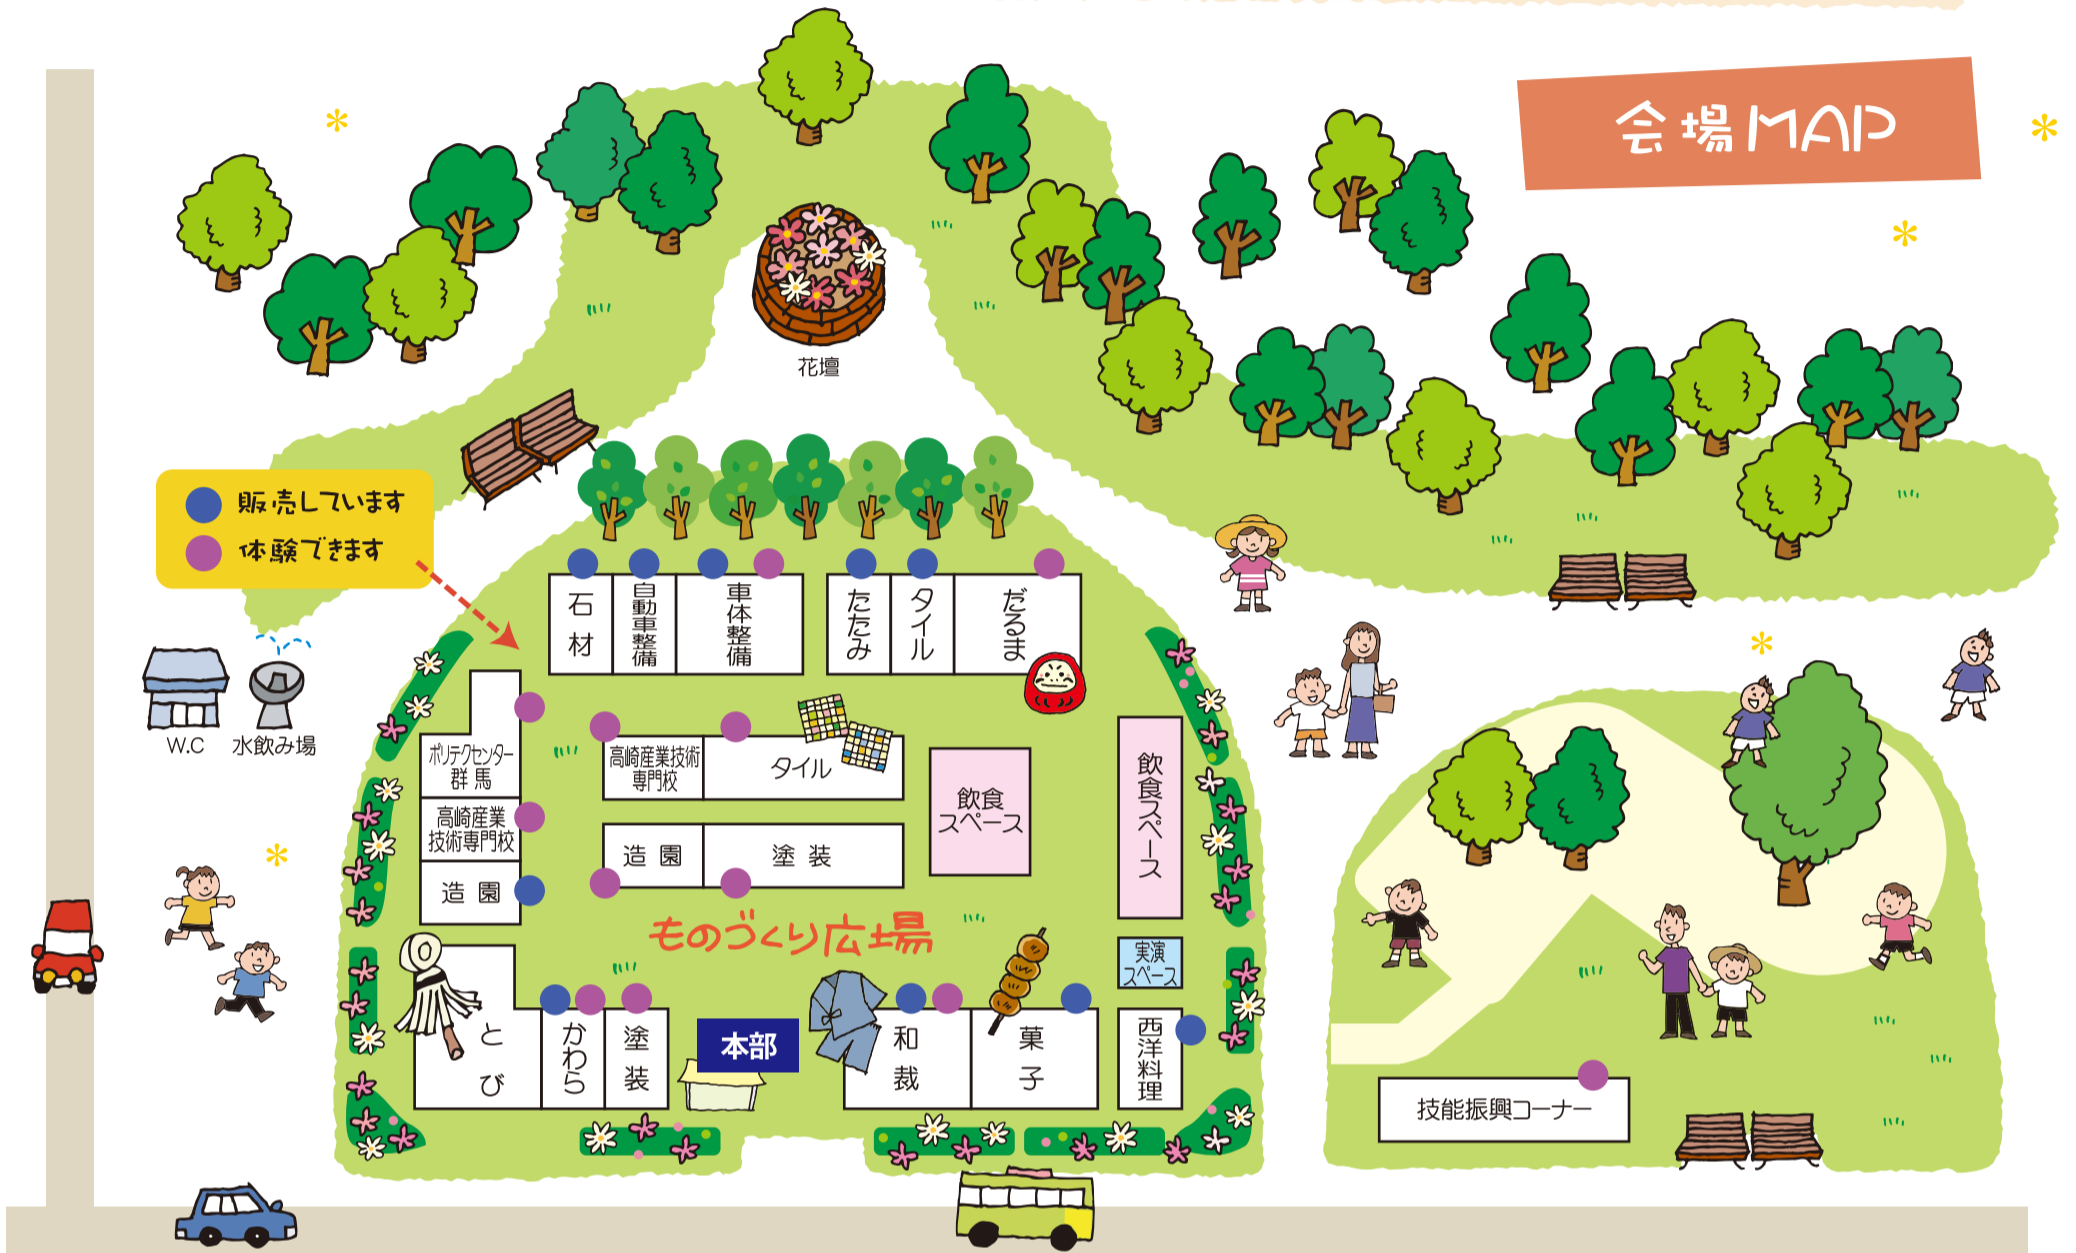 会場MAP
花壇
販売しています
体験できます
W.C
水飲み場
石材
自動車整備
車体整備
たたみ
タイル
だるま
ポリテクセンター
群馬
高崎産業
技術専門校
造園
高崎産業技術
専門校
タイル
造園
塗装
飲食
スペース
飲食スペース
実演
スペース
ものづくり広場
とび
かわら
塗装
本部
和裁
菓子
西洋料理
技能振興コーナー